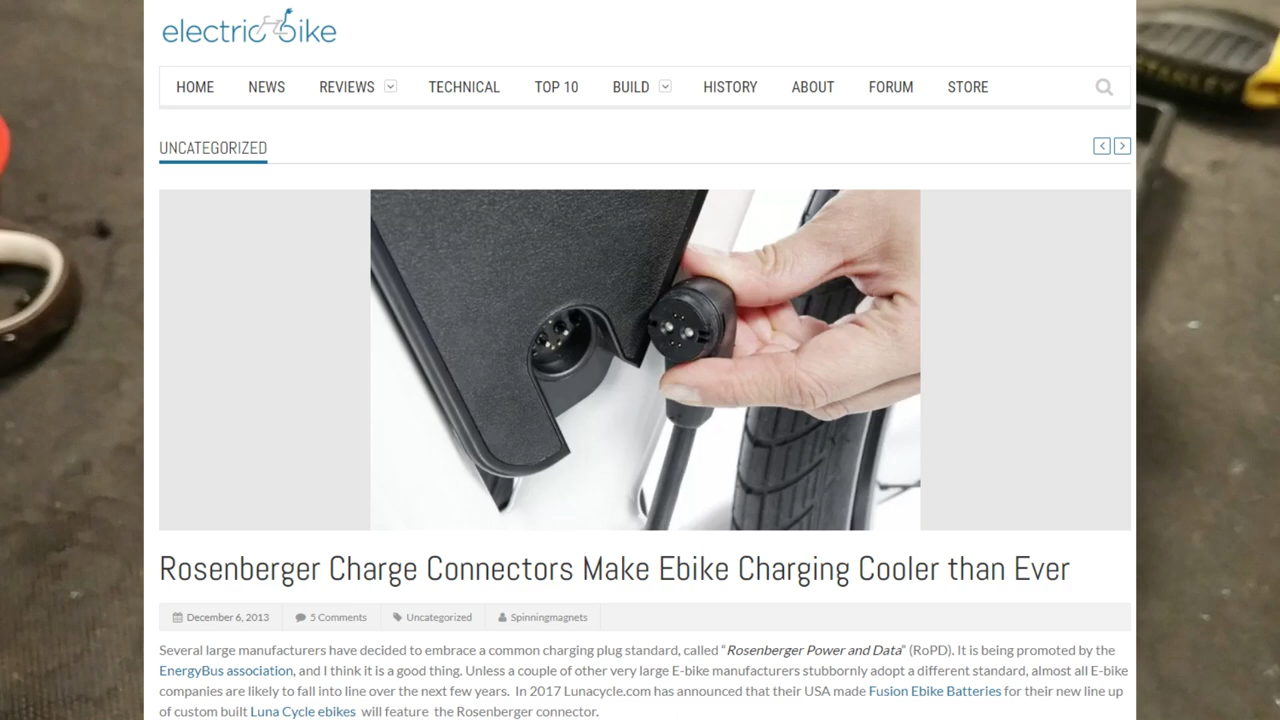 electric bike
HOME NEWS REVIEWS TECHNICAL TOP 10 BUILD HISTORY ABOUT FORUM STORE
STANLEY
UNCATEGORIZED
Rosenberger Charge Connectors Make Ebike Charging Cooler than Ever
December 6, 2013 5 Comments Uncategorized Spinningmagnets
Several large manufacturers have decided to embrace a common charging plug standard, called “Rosenberger Power and Data” (RoPD). It is being promoted by the
EnergyBus association, and I think it is a good thing. Unless a couple of other very large E-bike manufacturers stubbornly adopt a different standard, almost all E-bike
companies are likely to fall into line over the next few years. In 2017 Lunacycle.com has announced that their USA made Fusion Ebike Batteries for their new line up
of custom built Luna Cycle ebikes will feature the Rosenberger connector.